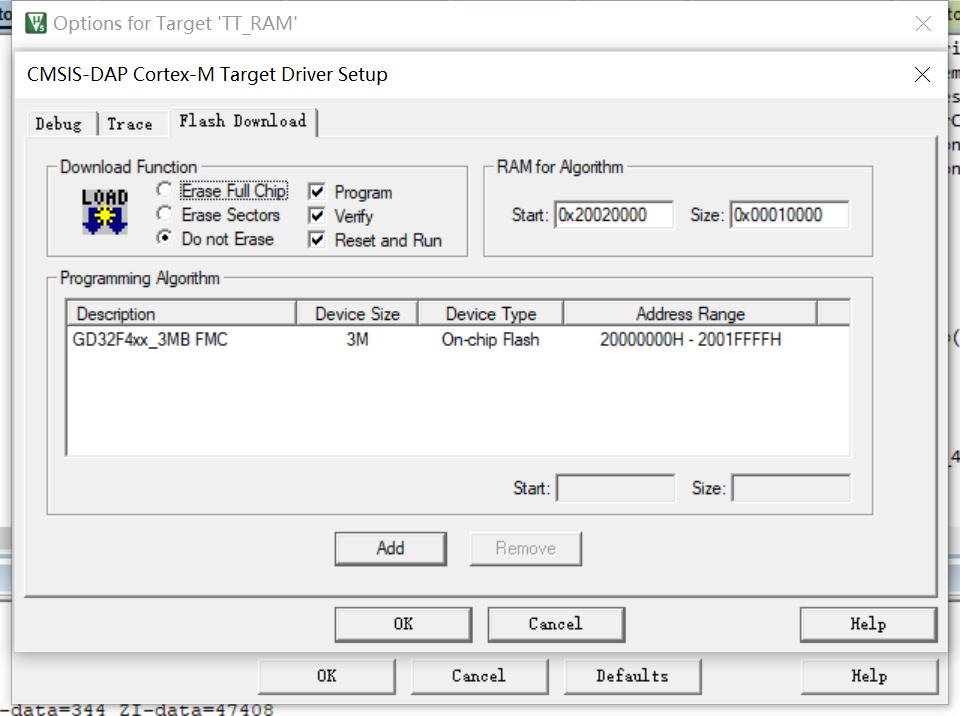 Options for Target 'TT_RAM'
CMSIS-DAP Cortex-M Target Driver Setup
Debug Trace Flash Download
Download Function
LOAD
Erase Full Chip
Erase Sectors
Do not Erase
Program
Verify
Reset and Run
RAM for Algorithm
Start: 0x20020000 Size: 0x00010000
Programming Algorithm
Description Device Size Device Type Address Range
GD32F4xx_3MB FMC 3M On-chip Flash 20000000H - 2001FFFFH
Start: Size:
Add Remove
OK Cancel Help
OK Cancel Defaults Help
-data=344 ZI-data=47408